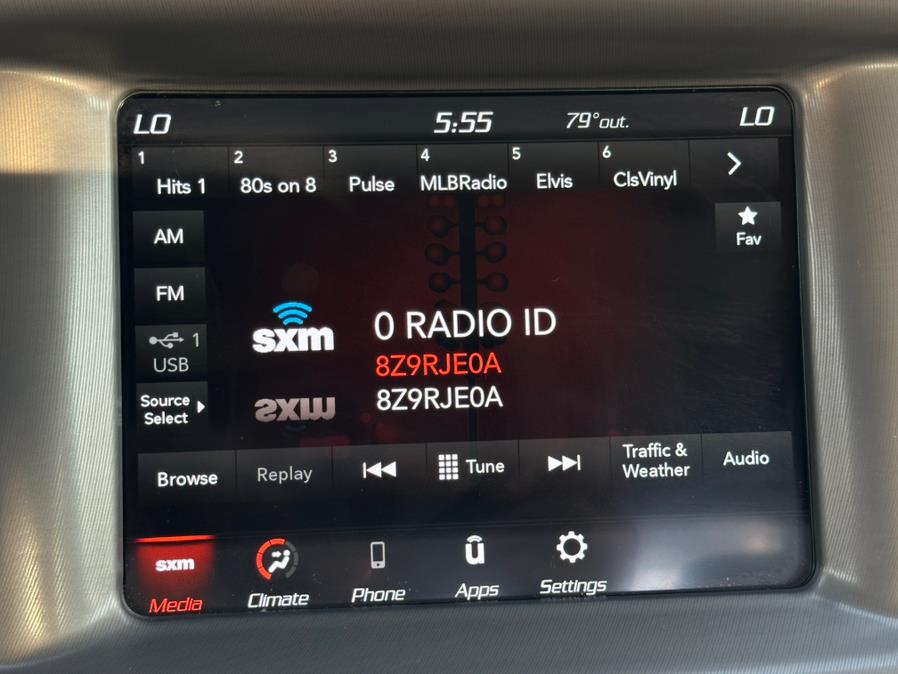 LO 5:55 79° out. LO
1 2 3 4 5 6
Hits 1 80s on 8 Pulse MLBRadio Elvis ClsVinyl
AM
Fav
FM
1
USB
Source
Select
sxm
0 RADIO ID
8Z9RJE0A
8Z9RJE0A
Browse Replay Tune Traffic & Audio
Weather
sxm
Media Climate Phone Apps Settings